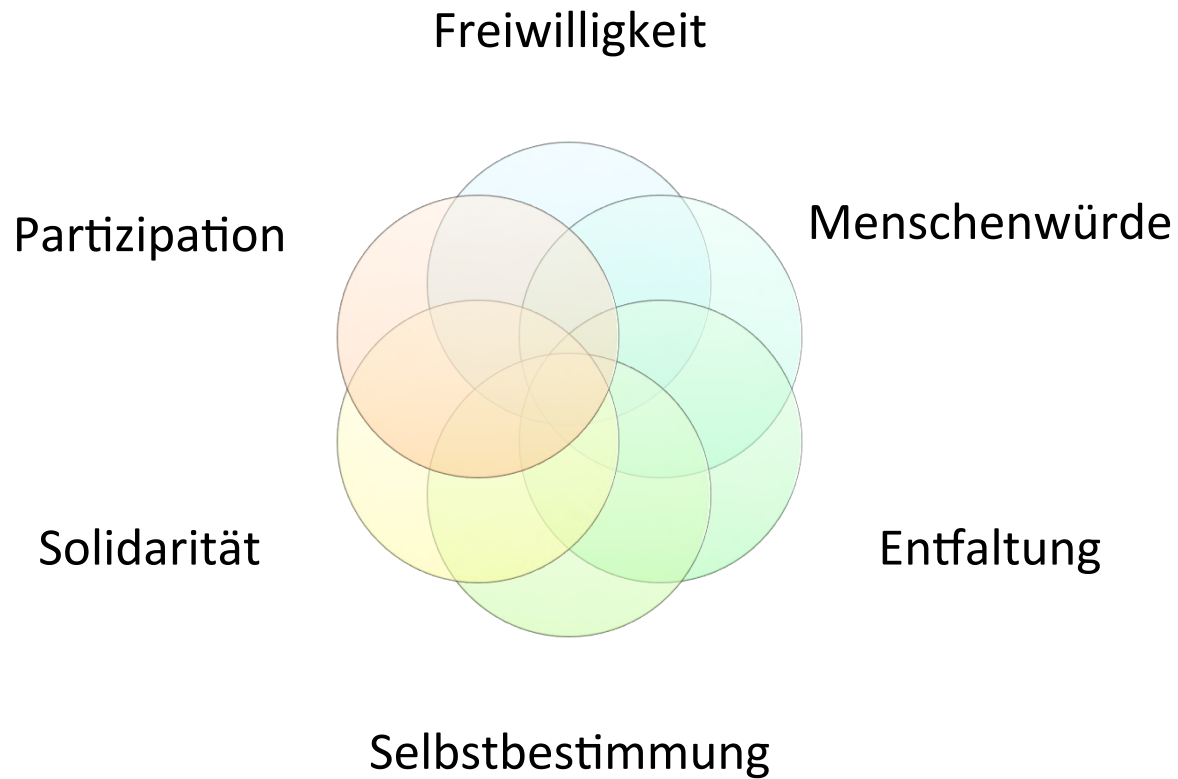 Freiwilligkeit
Menschenwürde
Partizipation
Solidarität
Entfaltung
Selbstbestimmung